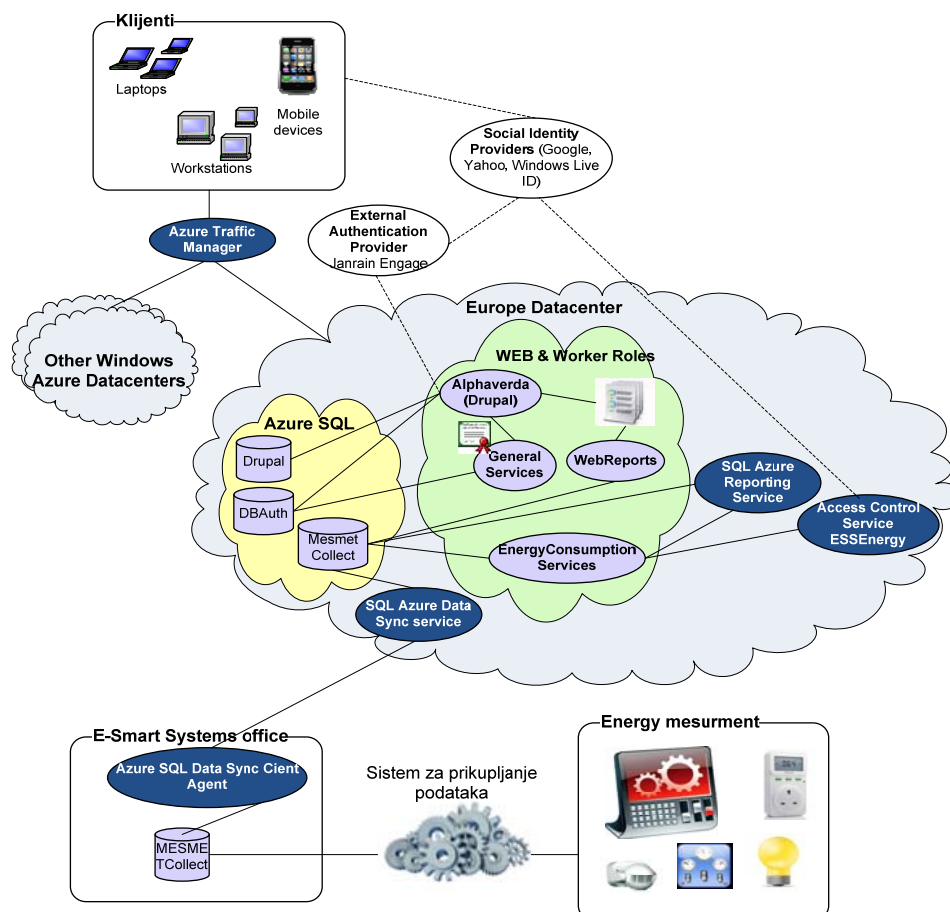 Klijenti
Laptops
Mobile
devices
Workstations
Social Identity
Providers (Google,
Yahoo, Windows Live
ID)
Azure Traffic
Manager
External
Authentication
Provider
Janrain Engage
Europe Datacenter
Other Windows
Azure Datacenters
WEB & Worker Roles
Alphaverda
(Drupal)
Azure SQL
Drupal
General
Services
WebReports
DBAuth
SQL Azure
Reporting
Service
Mesmet
Collect
Access Control
Service
ESSEnergy
EnergyConsumption
Services
SQL Azure Data
Sync service
E-Smart Systems office
Energy mesurment
Azure SQL Data Sync Cient
Agent
Sistem za prikupljanje
podataka
MESME
TCollect